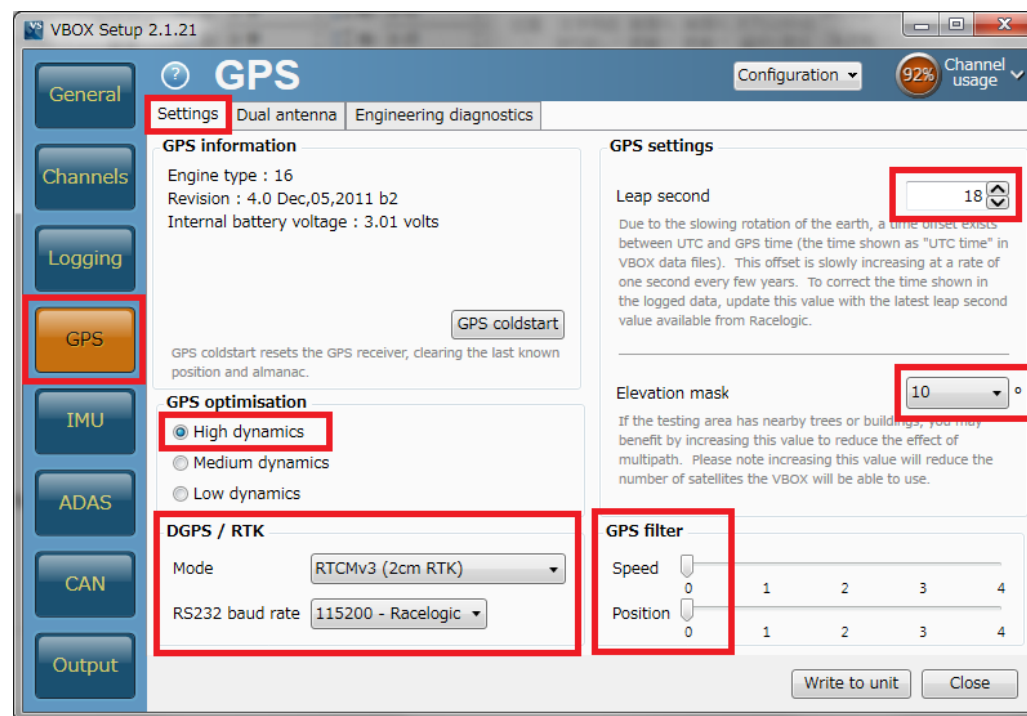 VBOX Setup 2.1.21
General
Channels
Logging
GPS
IMU
ADAS
CAN
Output
? GPS
Configuration
92% Channel usage
Settings Dual antenna Engineering diagnostics
GPS information
Engine type : 16
Revision : 4.0 Dec,05,2011 b2
Internal battery voltage : 3.01 volts
GPS coldstart
GPS coldstart resets the GPS receiver, clearing the last known
position and almanac.
GPS optimisation
High dynamics
Medium dynamics
Low dynamics
DGPS / RTK
Mode RTCMv3 (2cm RTK)
RS232 baud rate 115200 - Racelogic
GPS settings
Leap second 18
Due to the slowing rotation of the earth, a time offset exists
between UTC and GPS time (the time shown as "UTC time" in
VBOX data files). This offset is slowly increasing at a rate of
one second every few years. To correct the time shown in
the logged data, update this value with the latest leap second
value available from Racelogic.
Elevation mask 10 °
If the testing area has nearby trees or buildings, you may
benefit by increasing this value to reduce the effect of
multipath. Please note increasing this value will reduce the
number of satellites the VBOX will be able to use.
GPS filter
Speed
0 1 2 3 4
Position
0 1 2 3 4
Write to unit Close